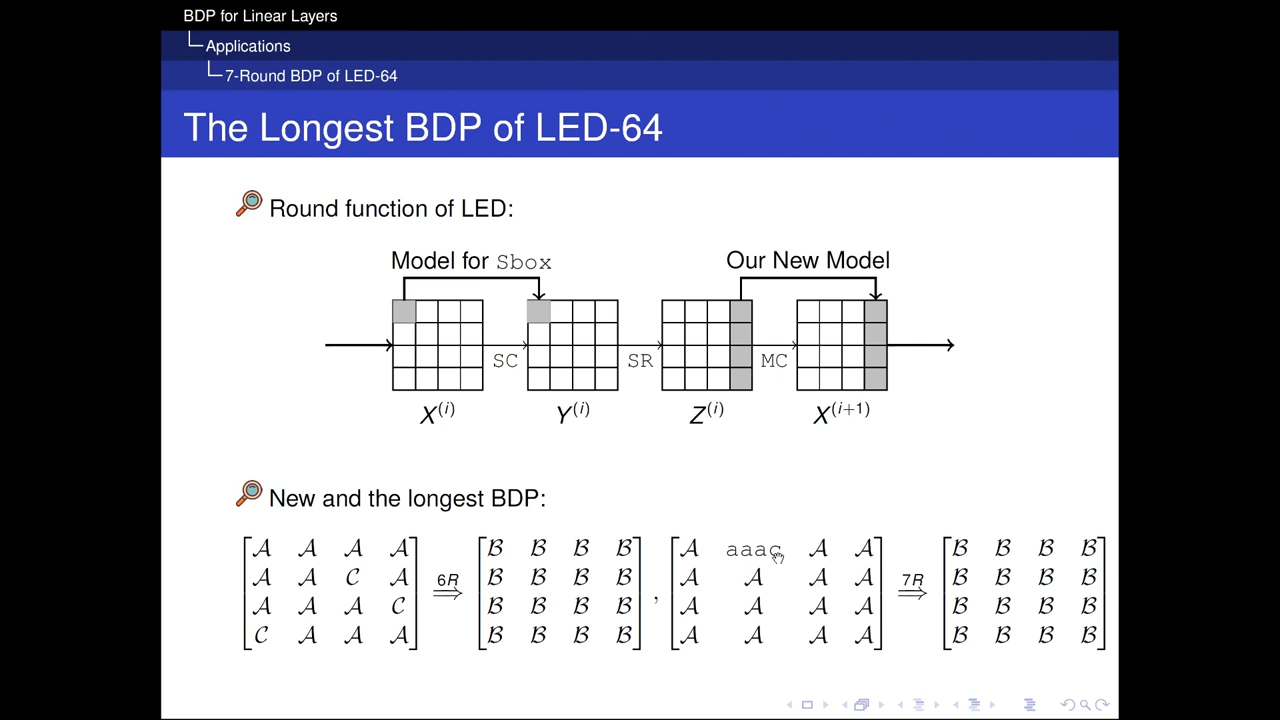 BDP for Linear Layers
Applications
7-Round BDP of LED-64
The Longest BDP of LED-64
Round function of LED:
Model for Sbox Our New Model
SC SR MC
X(i) Y(i) Z(i) X(i+1)
New and the longest BDP:
A A A A B B B B A aaac A A B B B B
A A C A 6R B B B B A A A A 7R B B B B
A A A C ⇒ B B B B , A A A A ⇒ B B B B
C A A A B B B B A A A A B B B B